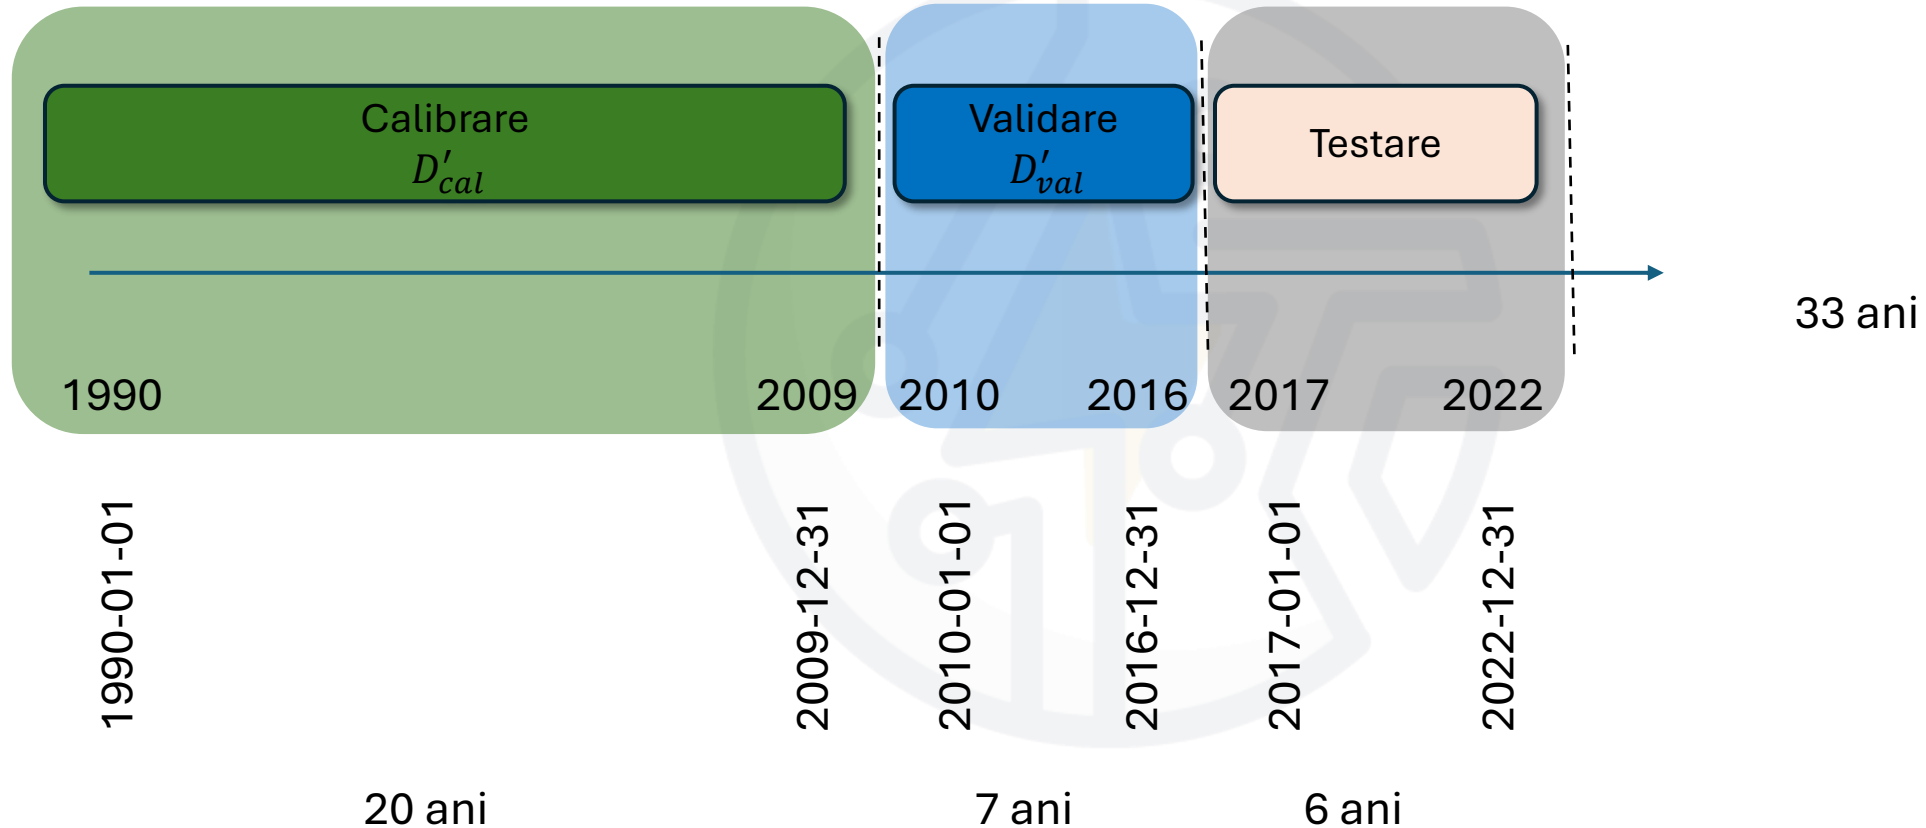 Calibrare
D'cal
Validare
D'val
Testare
33 ani
1990
2009
2010
2016
2017
2022
1990-01-01
2009-12-31
2010-01-01
2016-12-31
2017-01-01
2022-12-31
20 ani
7 ani
6 ani